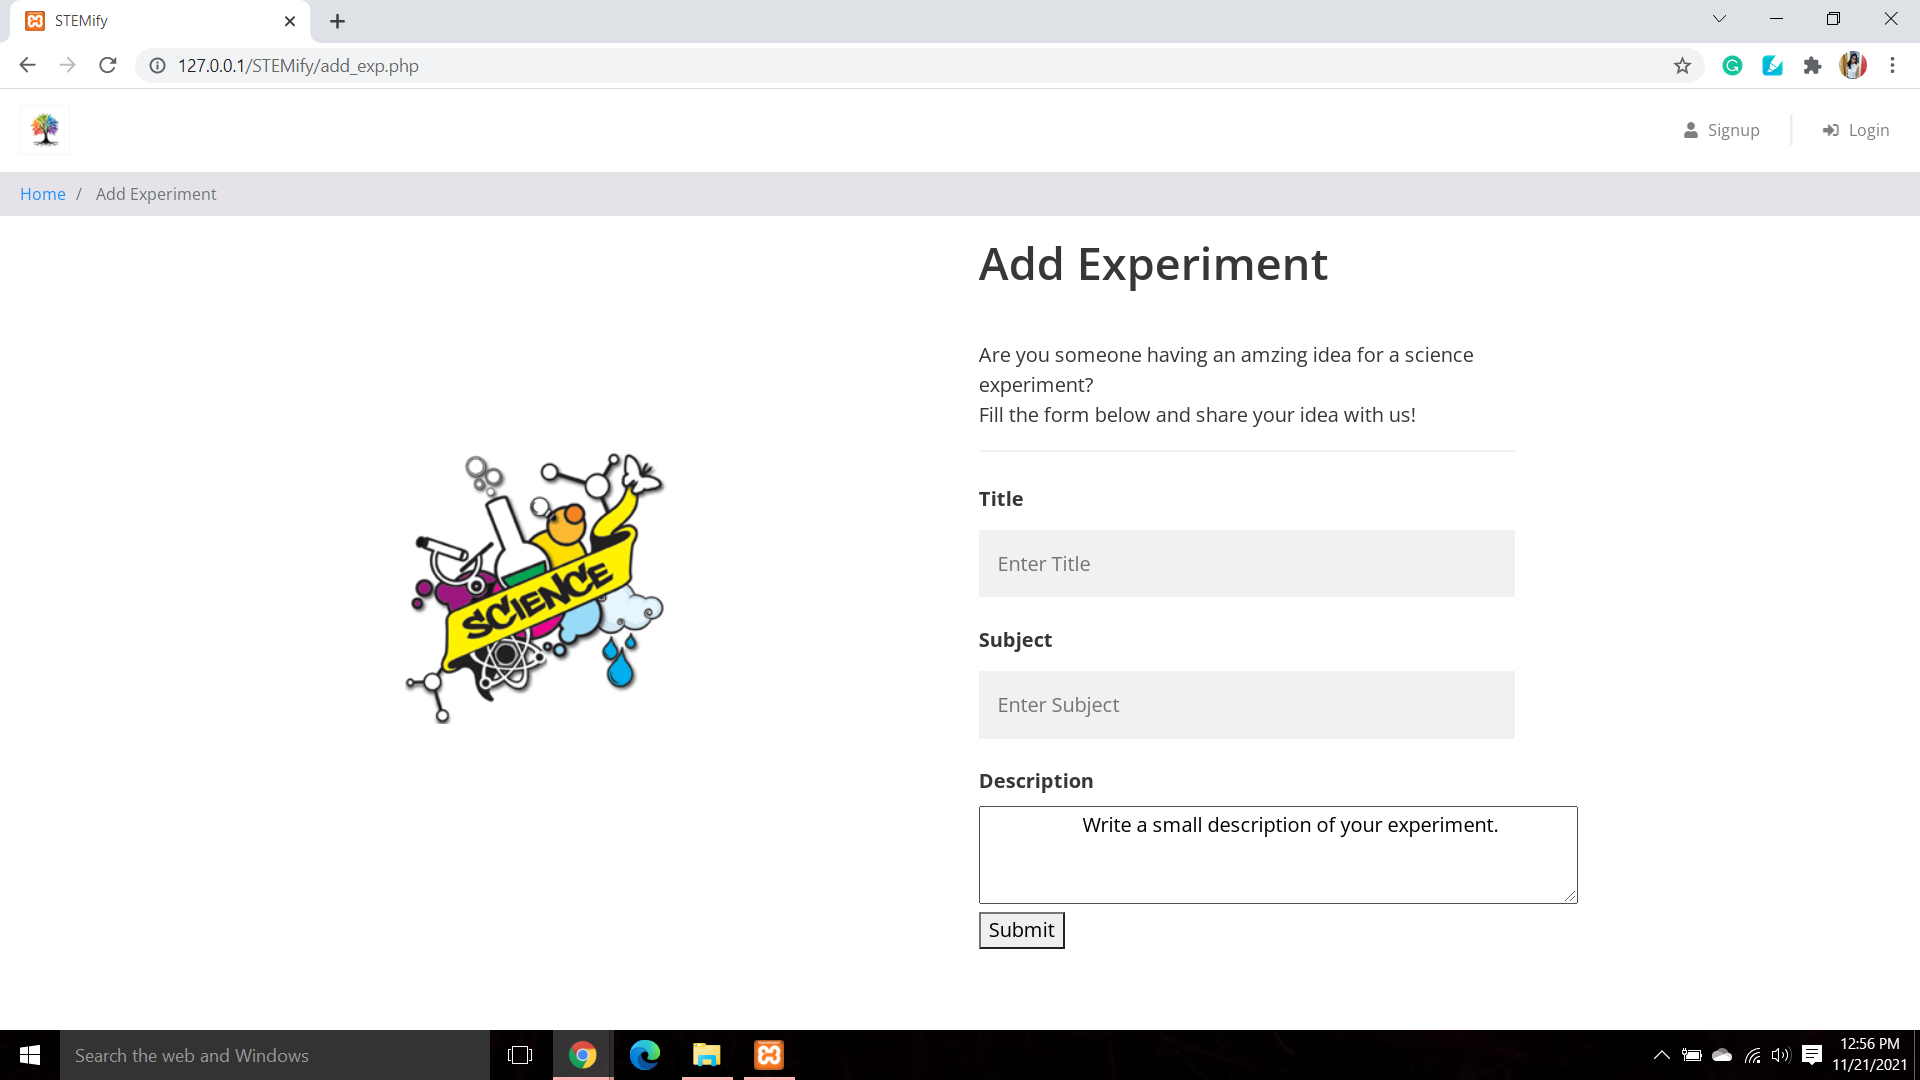 STEMify
127.0.0.1/STEMify/add_exp.php
Signup
Login
Home / Add Experiment
Add Experiment
Are you someone having an amzing idea for a science
experiment?
Fill the form below and share your idea with us!
SCIENCE
Title
Enter Title
Subject
Enter Subject
Description
Write a small description of your experiment.
Submit
Search the web and Windows
12:56 PM
11/21/2021